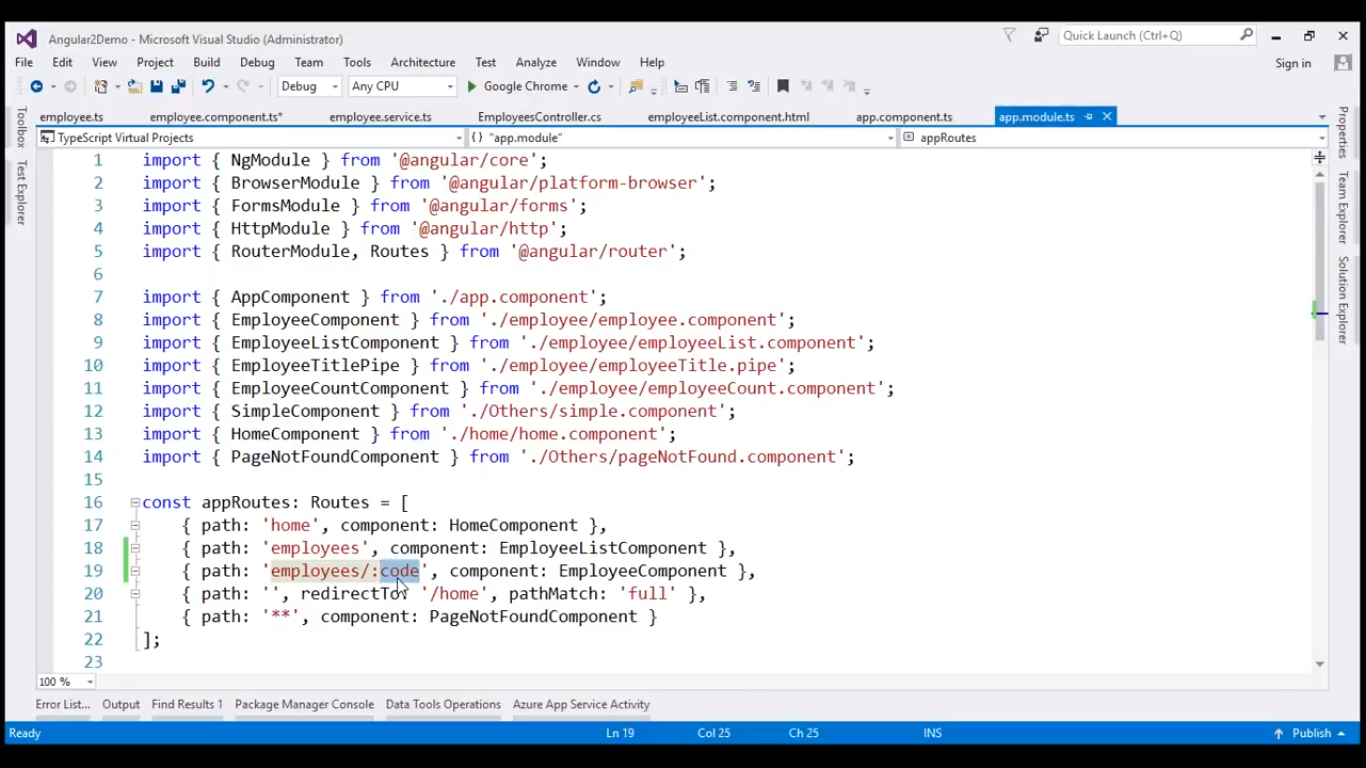 Angular2Demo - Microsoft Visual Studio (Administrator)
Quick Launch (Ctrl+Q)
File Edit View Project Build Debug Team Tools Architecture Test Analyze Window Help
Sign in
Debug Any CPU Google Chrome
employee.ts employee.component.ts* employee.service.ts EmployeesController.cs employeeList.component.html app.component.ts app.module.ts
TypeScript Virtual Projects {} "app.module" appRoutes
Toolbox
Test Explorer
Properties
Team Explorer
Solution Explorer
1 import { NgModule } from '@angular/core';
2 import { BrowserModule } from '@angular/platform-browser';
3 import { FormsModule } from '@angular/forms';
4 import { HttpModule } from '@angular/http';
5 import { RouterModule, Routes } from '@angular/router';
6
7 import { AppComponent } from './app.component';
8 import { EmployeeComponent } from './employee/employee.component';
9 import { EmployeeListComponent } from './employee/employeeList.component';
10 import { EmployeeTitlePipe } from './employee/employeeTitle.pipe';
11 import { EmployeeCountComponent } from './employee/employeeCount.component';
12 import { SimpleComponent } from './Others/simple.component';
13 import { HomeComponent } from './home/home.component';
14 import { PageNotFoundComponent } from './Others/pageNotFound.component';
15
16 const appRoutes: Routes = [
17 { path: 'home', component: HomeComponent },
18 { path: 'employees', component: EmployeeListComponent },
19 { path: 'employees/:code', component: EmployeeComponent },
20 { path: '', redirectTo: '/home', pathMatch: 'full' },
21 { path: '**', component: PageNotFoundComponent }
22 ];
23
100 %
Error List... Output Find Results 1 Package Manager Console Data Tools Operations Azure App Service Activity
Ready Ln 19 Col 25 Ch 25 INS Publish